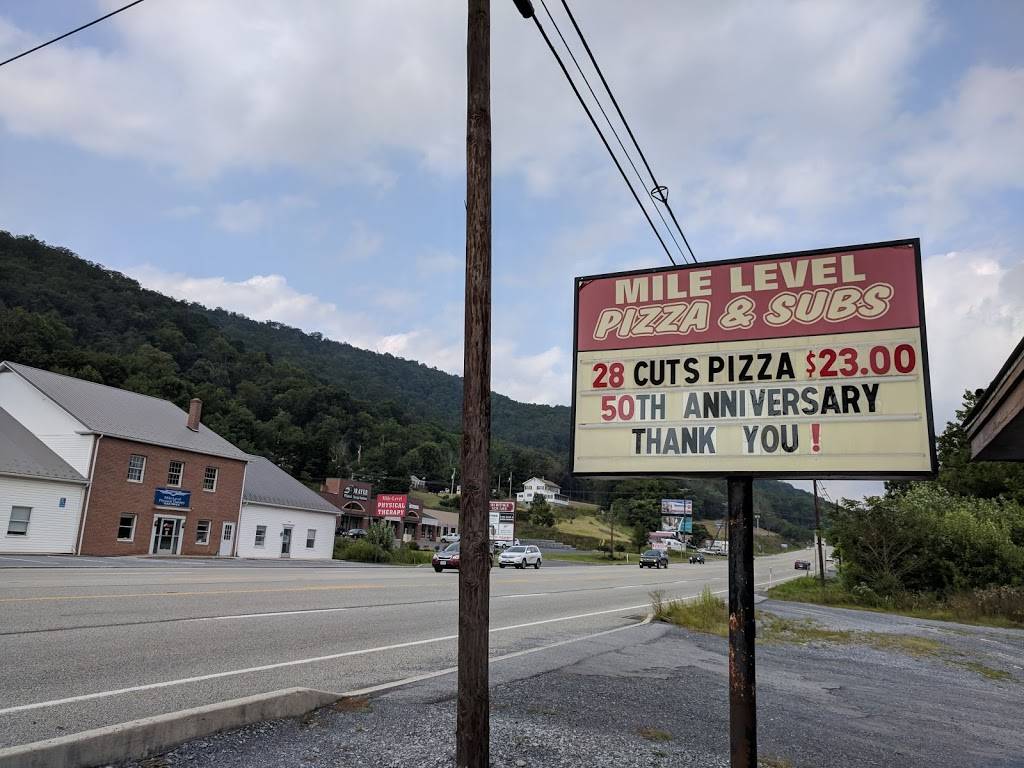 MILE LEVEL
PIZZA & SUBS
28 CUTS PIZZA $23.00
50TH ANNIVERSARY
THANK YOU!
PHYSICAL
THERAPY